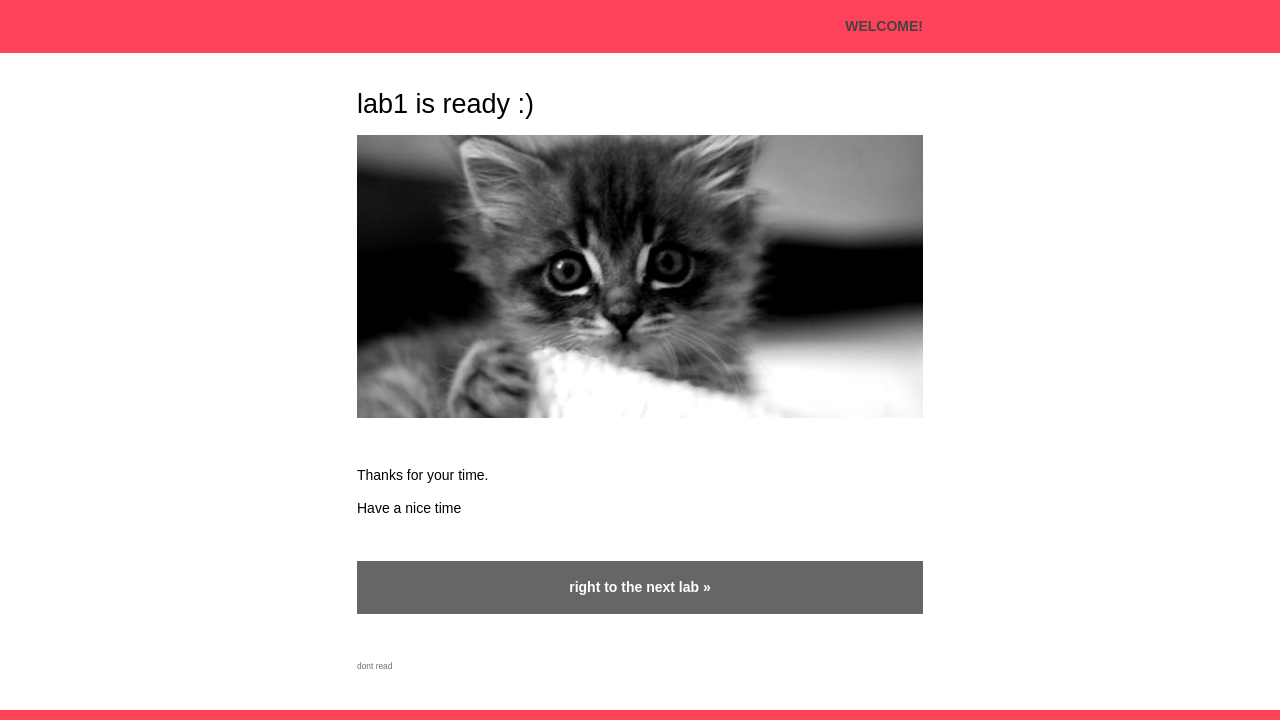 WELCOME!
lab1 is ready :)
Thanks for your time.
Have a nice time
right to the next lab »
dont read